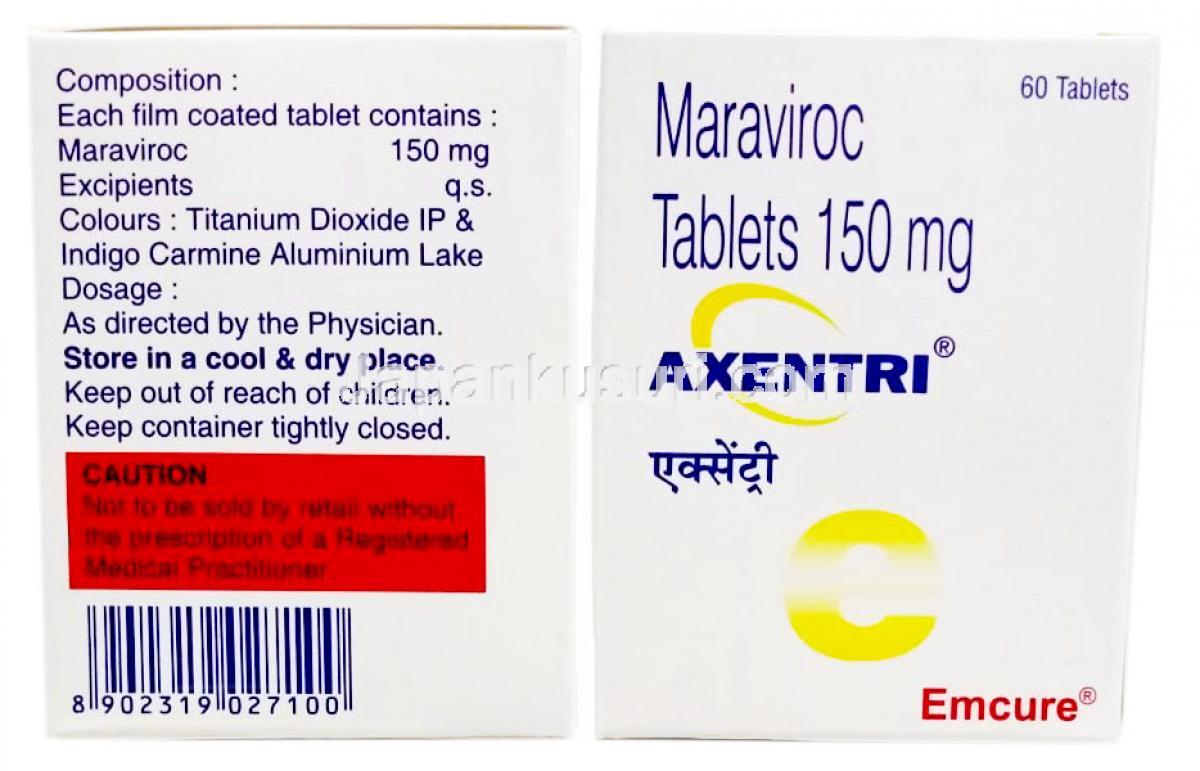 Composition :
Each film coated tablet contains :
Maraviroc 150 mg
Excipients q.s.
Colours : Titanium Dioxide IP &
Indigo Carmine Aluminium Lake
Dosage :
As directed by the Physician.
Store in a cool & dry place.
Keep out of reach of children.
Keep container tightly closed.
CAUTION
Not to be sold by retail without
the prescription of a Registered
Medical Practitioner.
8 902319 027100
60 Tablets
Maraviroc
Tablets 150 mg
AXENTRI®
एक्सेंट्री
e
Emcure®
Japankusuri.com